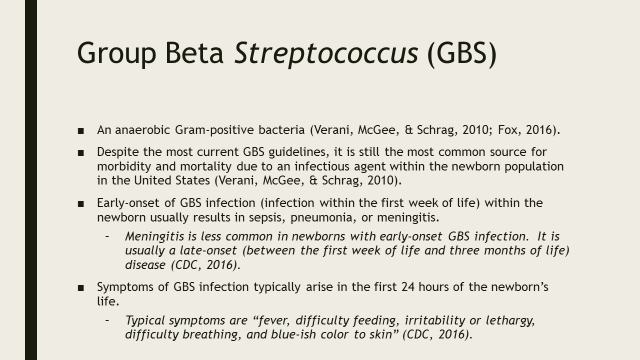 Group Beta Streptococcus (GBS)
▪ An anaerobic Gram-positive bacteria (Verani, McGee, & Schrag, 2010; Fox, 2016).
▪ Despite the most current GBS guidelines, it is still the most common source for
morbidity and mortality due to an infectious agent within the newborn population
in the United States (Verani, McGee, & Schrag, 2010).
▪ Early-onset of GBS infection (infection within the first week of life) within the
newborn usually results in sepsis, pneumonia, or meningitis.
– Meningitis is less common in newborns with early-onset GBS infection. It is
usually a late-onset (between the first week of life and three months of life)
disease (CDC, 2016).
▪ Symptoms of GBS infection typically arise in the first 24 hours of the newborn’s
life.
– Typical symptoms are “fever, difficulty feeding, irritability or lethargy,
difficulty breathing, and blue-ish color to skin” (CDC, 2016).